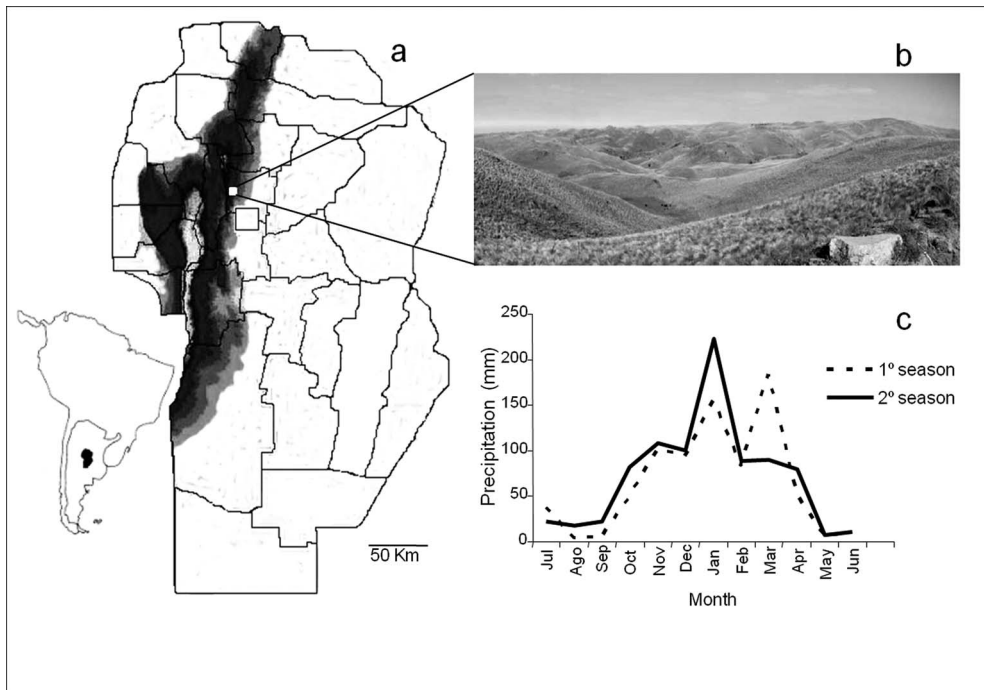 a
b
50 Km
c
Precipitation (mm)
250
200
150
100
50
0
1º season
2º season
Jul
Ago
Sep
Oct
Nov
Dec
Jan
Feb
Mar
Apr
May
Jun
Month